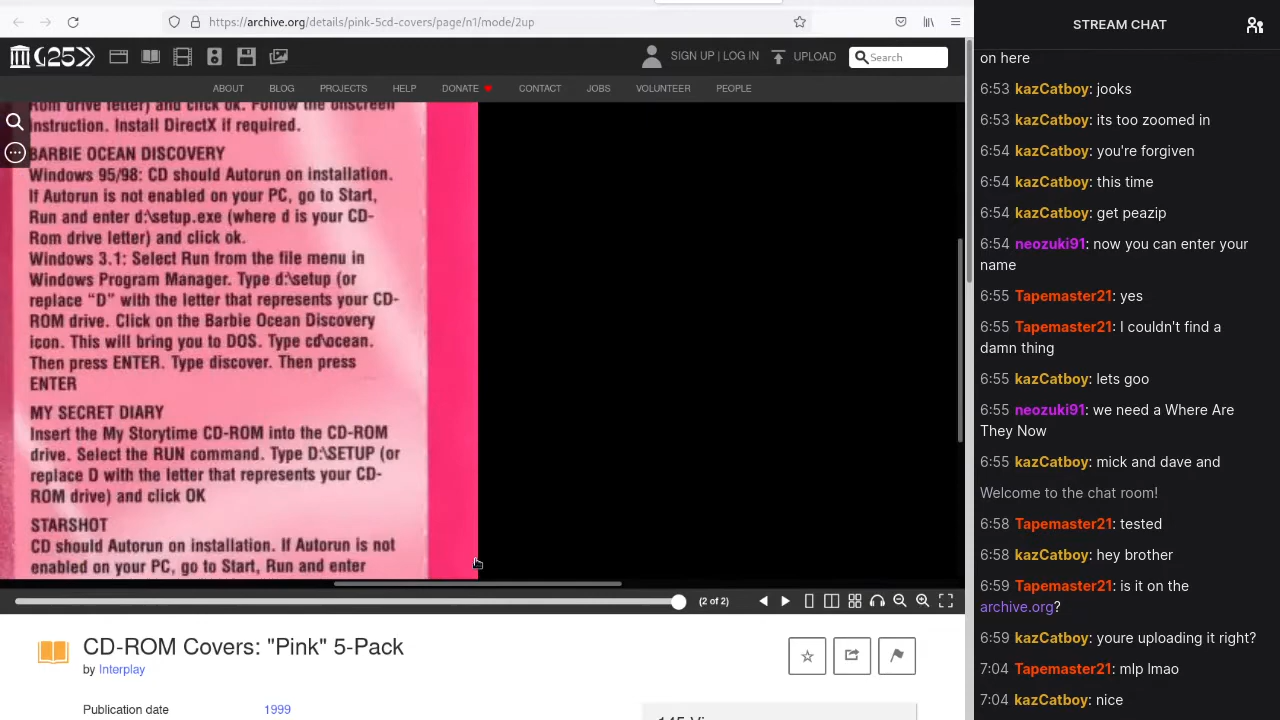 https://archive.org/details/pink-5cd-covers/page/n1/mode/2up
25
SIGN UP | LOG IN
UPLOAD
Search
ABOUT
BLOG
PROJECTS
HELP
DONATE
CONTACT
JOBS
VOLUNTEER
PEOPLE
Rom drive letter) and click ok. Follow the onscreen
instruction. Install DirectX if required.
BARBIE OCEAN DISCOVERY
Windows 95/98: CD should Autorun on installation.
If Autorun is not enabled on your PC, go to Start,
Run and enter d:\setup.exe (where d is your CD-
Rom drive letter) and click ok.
Windows 3.1: Select Run from the file menu in
Windows Program Manager. Type d:\setup (or
replace “D” with the letter that represents your CD-
ROM drive. Click on the Barbie Ocean Discovery
icon. This will bring you to DOS. Type cd\ocean.
Then press ENTER. Type discover. Then press
ENTER
MY SECRET DIARY
Insert the My Storytime CD-ROM into the CD-ROM
drive. Select the RUN command. Type D:\SETUP (or
replace D with the letter that represents your CD-
ROM drive) and click OK
STARSHOT
CD should Autorun on installation. If Autorun is not
enabled on your PC, go to Start, Run and enter
(2 of 2)
CD-ROM Covers: "Pink" 5-Pack
by Interplay
Publication date 1999
STREAM CHAT
on here
6:53 kazCatboy: jooks
6:53 kazCatboy: its too zoomed in
6:54 kazCatboy: you're forgiven
6:54 kazCatboy: this time
6:54 kazCatboy: get peazip
6:54 neozuki91: now you can enter your
name
6:55 Tapemaster21: yes
6:55 Tapemaster21: I couldn't find a
damn thing
6:55 kazCatboy: lets goo
6:55 neozuki91: we need a Where Are
They Now
6:55 kazCatboy: mick and dave and
Welcome to the chat room!
6:58 Tapemaster21: tested
6:58 kazCatboy: hey brother
6:59 Tapemaster21: is it on the
archive.org?
6:59 kazCatboy: youre uploading it right?
7:04 Tapemaster21: mlp lmao
7:04 kazCatboy: nice